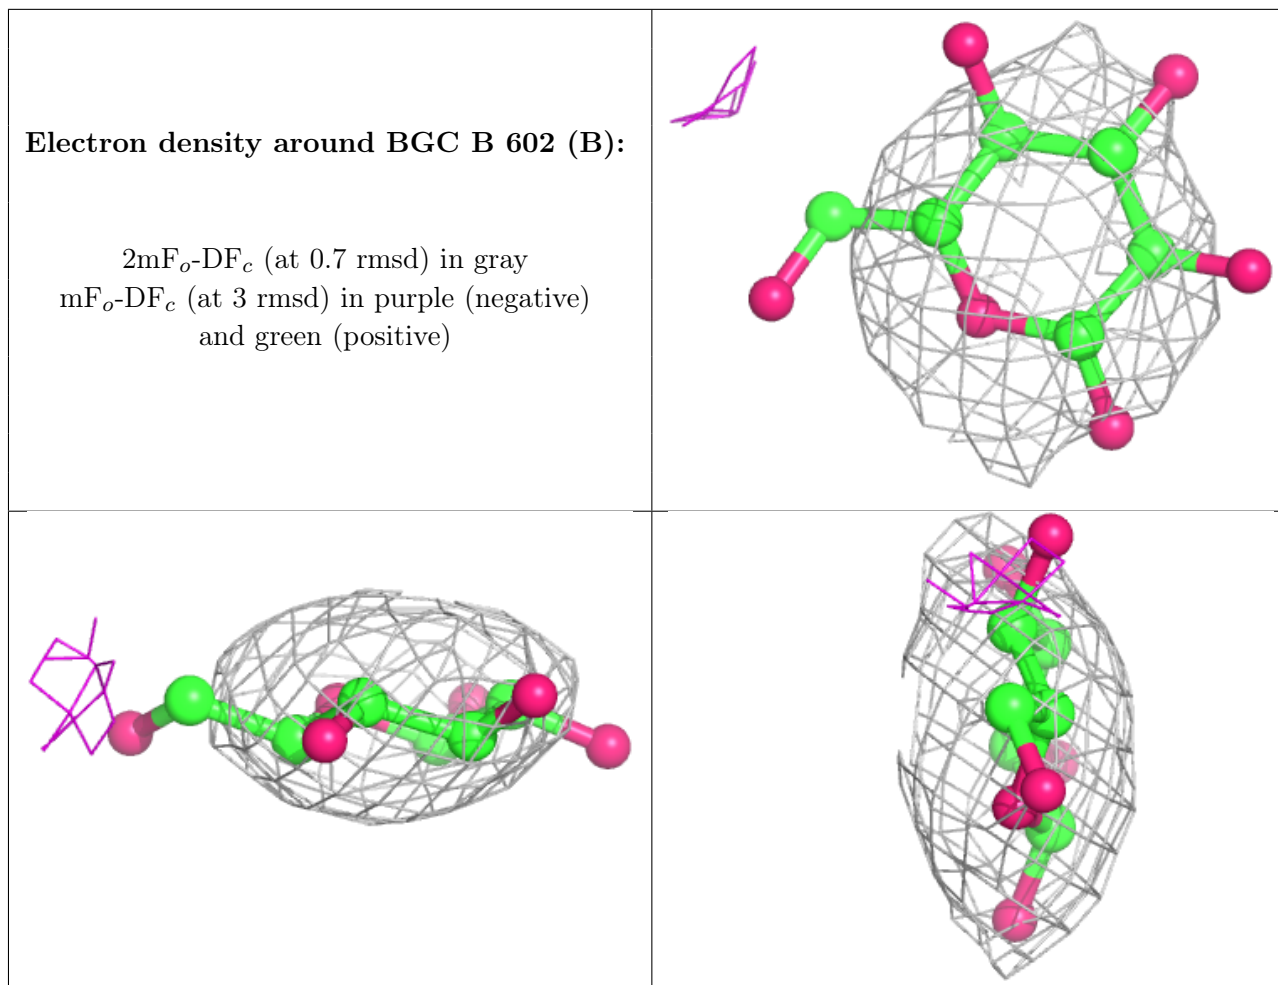 Electron density around BGC B 602 (B):
2mFo-DFc (at 0.7 rmsd) in gray
mFo-DFc (at 3 rmsd) in purple (negative)
and green (positive)